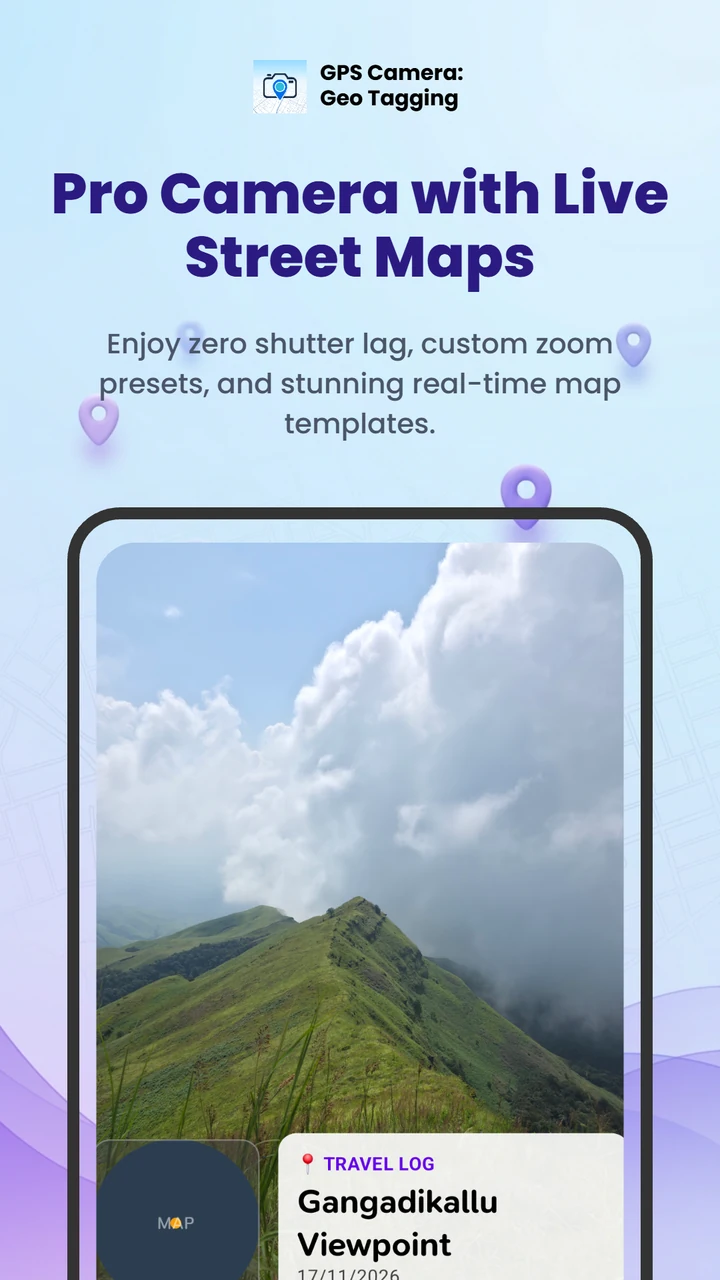 GPS Camera:
Geo Tagging
Pro Camera with Live
Street Maps
Enjoy zero shutter lag, custom zoom
presets, and stunning real-time map
templates.
MAP
TRAVEL LOG
Gangadikallu
Viewpoint
17/11/2026